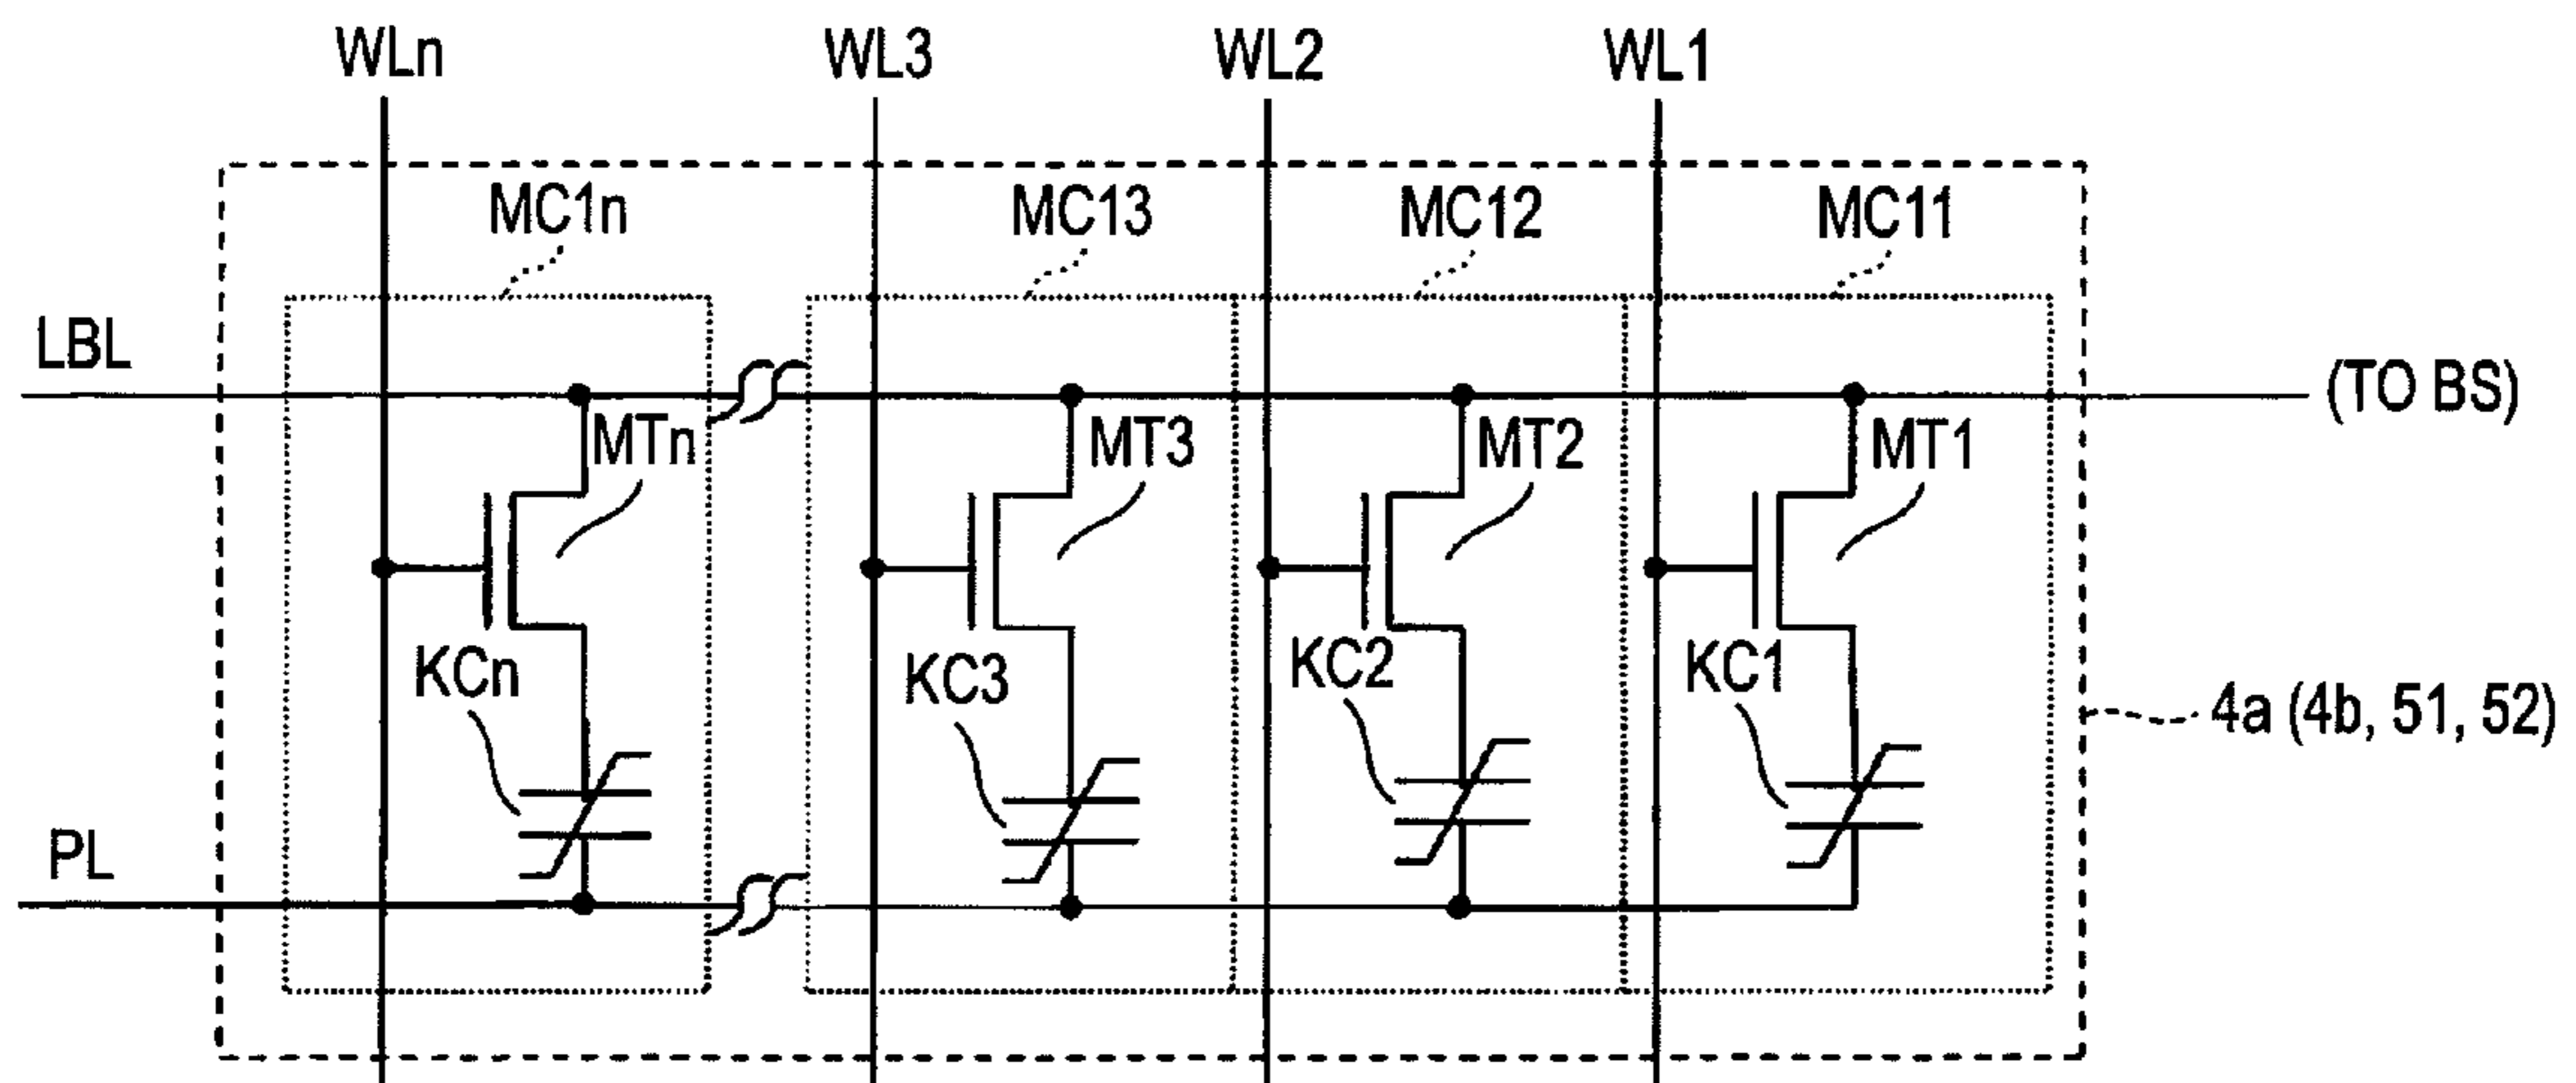 WLn
WL3
WL2
WL1
MC1n
MC13
MC12
MC11
LBL
(TO BS)
MTn
MT3
MT2
MT1
KCn
KC3
KC2
KC1
4a (4b, 51, 52)
PL